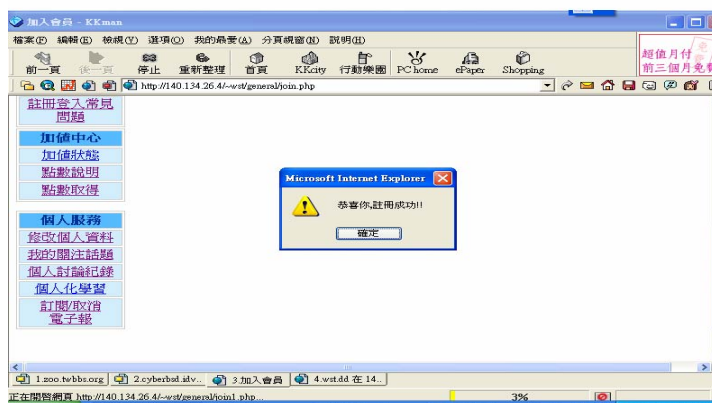 加入會員 - KKman
檔案(F) 編輯(E) 檢視(V) 選項(O) 我的最愛(A) 分頁視窗(N) 說明(H)
前一頁 後一頁 停止 重新整理 首頁 KKcity 行動樂園 PC home ePaper Shopping
超值月付
前三個月免費
http://140.134.26.4/~wst/general/join.php
註冊登入常見
問題
加值中心
加值狀態
點數說明
點數取得
個人服務
修改個人資料
我的關注話題
個人討論紀錄
個人化學習
訂閱/取消
電子報
Microsoft Internet Explorer
恭喜你,註冊成功!!
確定
1.zoo.twbbs.org 2.cyberbsd.idv.. 3.加入會員 4.wst.dd 在 14..
正在開啓網頁 http://140.134.26.4/~wst/general/join1.php... 3%